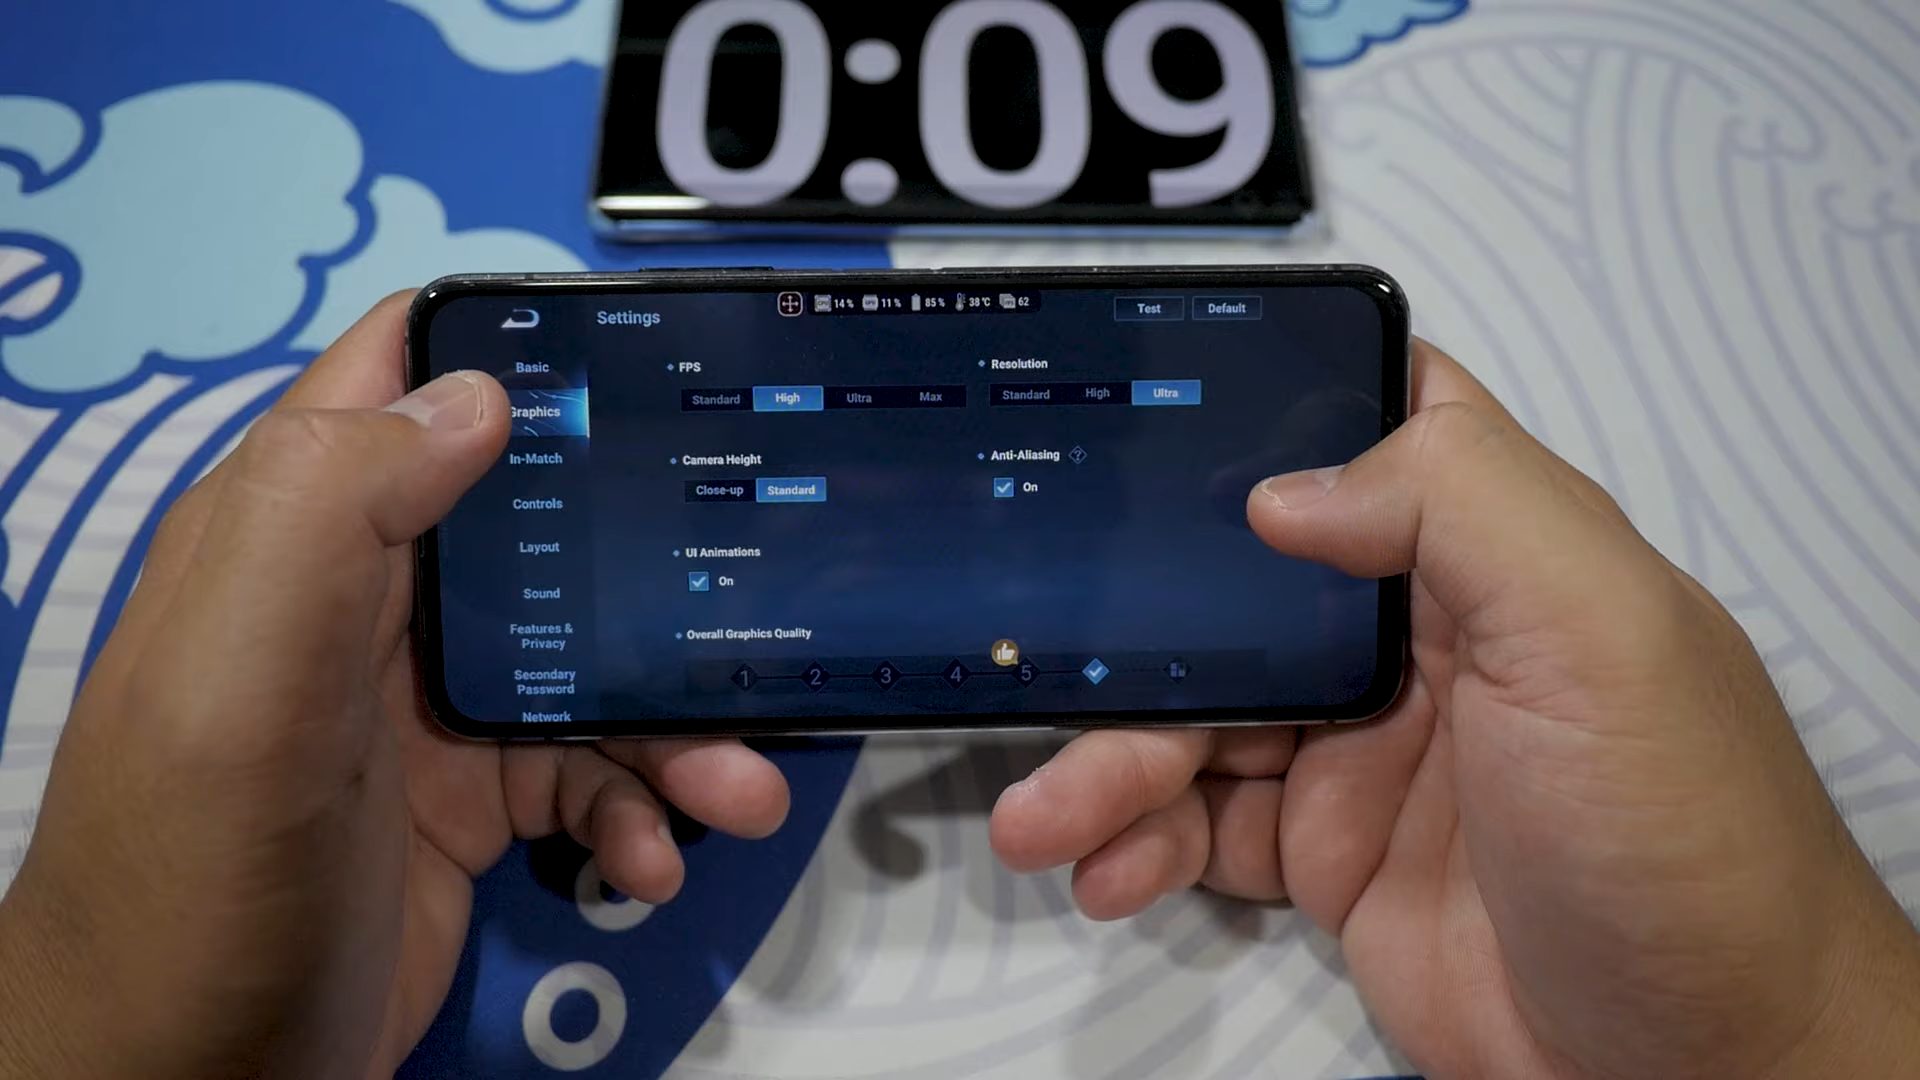 0:09
14% 11% 85% 38°C 62
Settings
Test Default
Basic
Graphics
In-Match
Controls
Layout
Sound
Features &
Privacy
Secondary
Password
Network
FPS
Standard High Ultra Max
Resolution
Standard High Ultra
Camera Height
Close-up Standard
Anti-Aliasing ?
On
UI Animations
On
Overall Graphics Quality
1 2 3 4 5